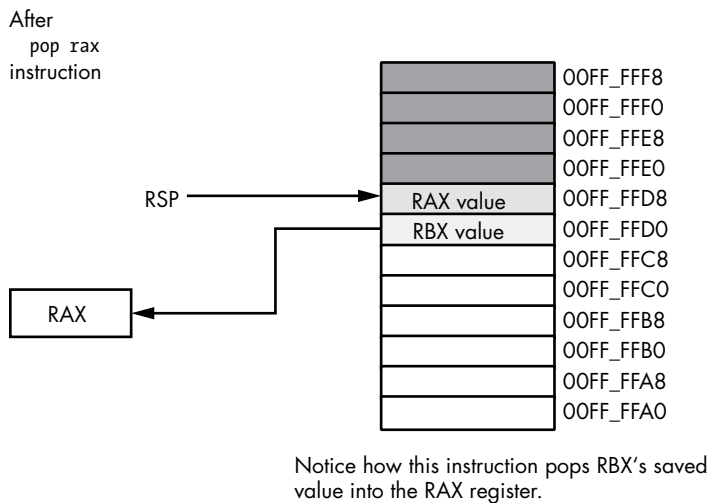 After
pop rax
instruction
00FF_FFF8
00FF_FFF0
00FF_FFE8
00FF_FFE0
RSP
RAX value
00FF_FFD8
RBX value
00FF_FFD0
00FF_FFC8
00FF_FFC0
RAX
00FF_FFB8
00FF_FFB0
00FF_FFA8
00FF_FFA0
Notice how this instruction pops RBX‘s saved
value into the RAX register.